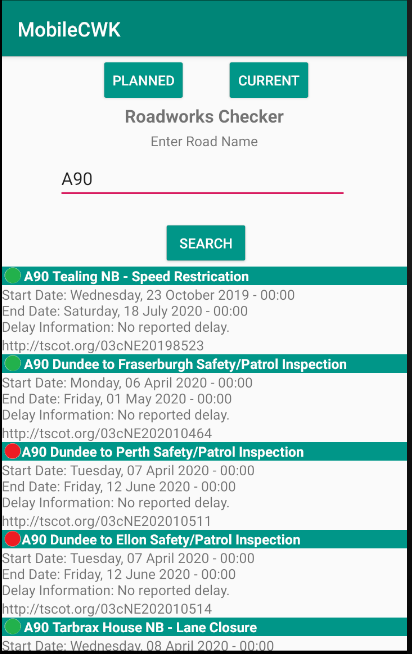 MobileCWK
PLANNED
CURRENT
Roadworks Checker
Enter Road Name
A90
SEARCH
A90 Tealing NB - Speed Restrication
Start Date: Wednesday, 23 October 2019 - 00:00
End Date: Saturday, 18 July 2020 - 00:00
Delay Information: No reported delay.
http://tscot.org/03cNE20198523
A90 Dundee to Fraserburgh Safety/Patrol Inspection
Start Date: Monday, 06 April 2020 - 00:00
End Date: Friday, 01 May 2020 - 00:00
Delay Information: No reported delay.
http://tscot.org/03cNE202010464
A90 Dundee to Perth Safety/Patrol Inspection
Start Date: Tuesday, 07 April 2020 - 00:00
End Date: Friday, 12 June 2020 - 00:00
Delay Information: No reported delay.
http://tscot.org/03cNE202010511
A90 Dundee to Ellon Safety/Patrol Inspection
Start Date: Tuesday, 07 April 2020 - 00:00
End Date: Friday, 12 June 2020 - 00:00
Delay Information: No reported delay.
http://tscot.org/03cNE202010514
A90 Tarbrax House NB - Lane Closure
Start Date: Wednesday, 08 April 2020 - 00:00